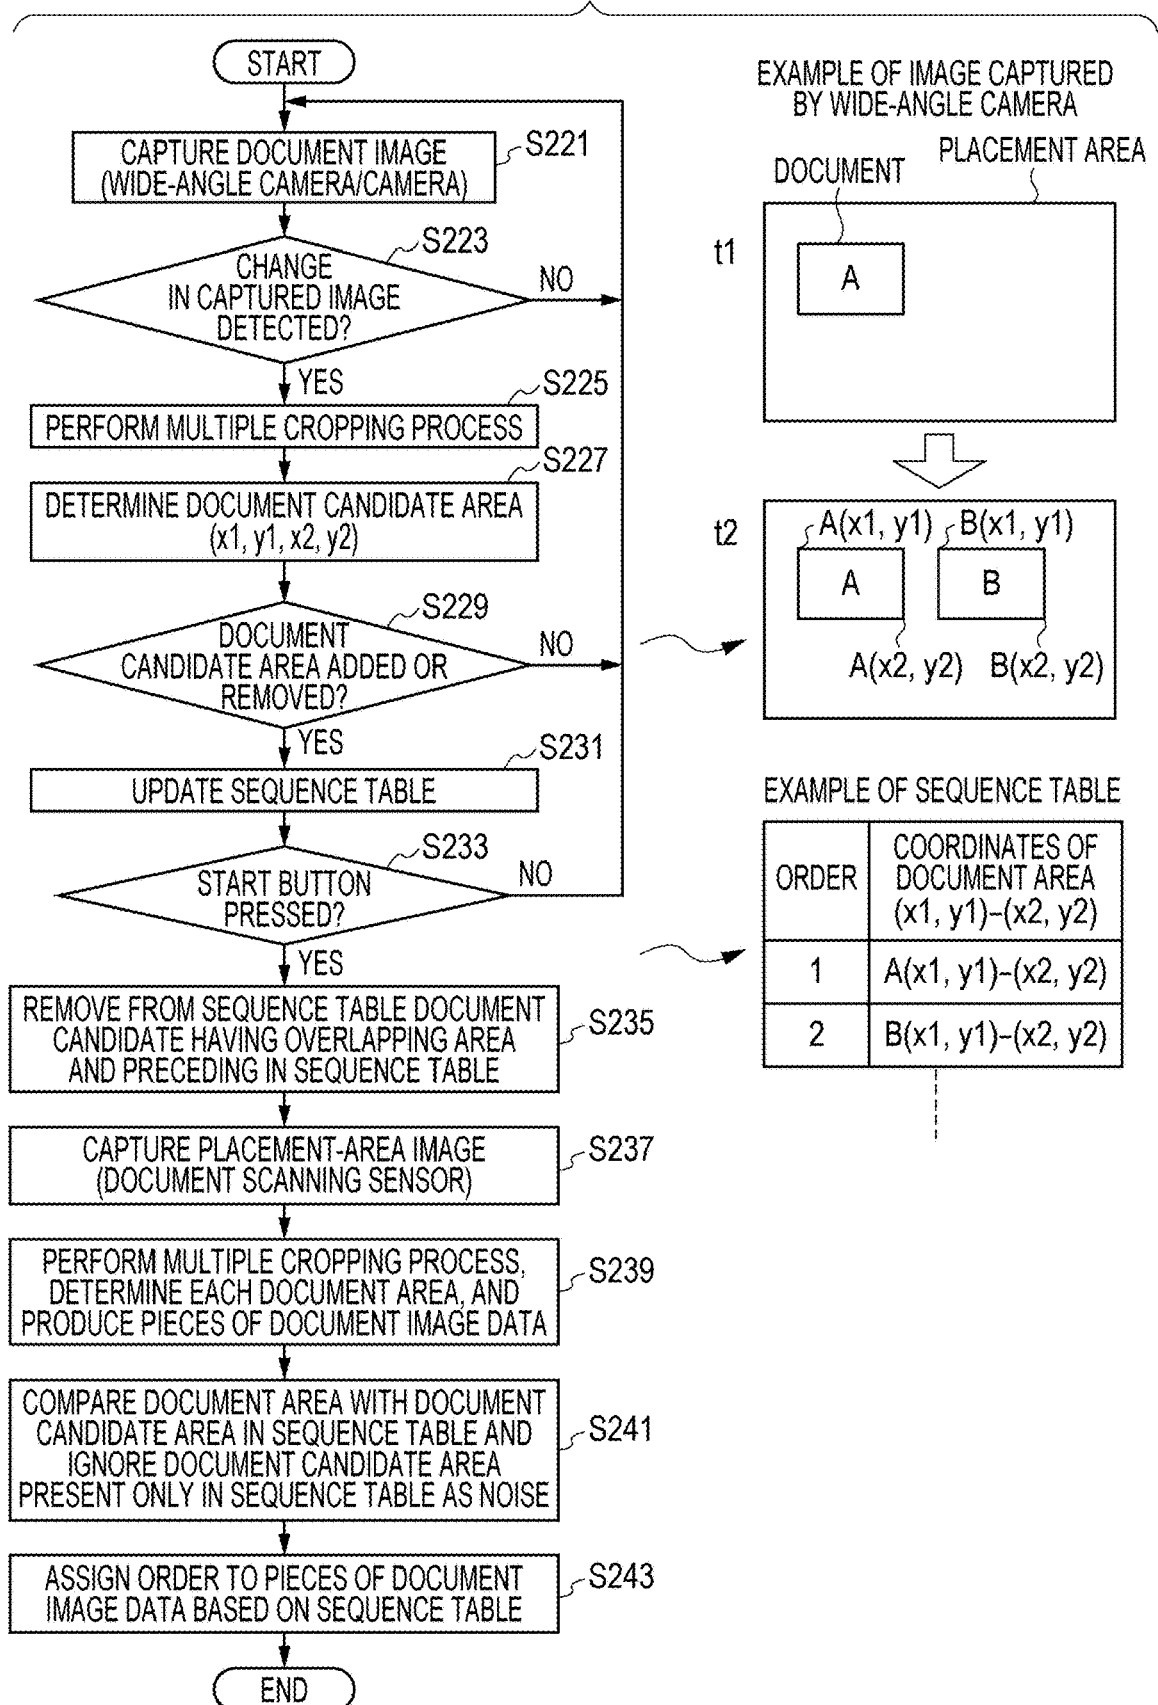 START
CAPTURE DOCUMENT IMAGE
(WIDE-ANGLE CAMERA/CAMERA)
S221
CHANGE
IN CAPTURED IMAGE
DETECTED?
S223
NO
YES
S225
PERFORM MULTIPLE CROPPING PROCESS
S227
DETERMINE DOCUMENT CANDIDATE AREA
(x1, y1, x2, y2)
S229
DOCUMENT
CANDIDATE AREA ADDED OR
REMOVED?
NO
YES
S231
UPDATE SEQUENCE TABLE
S233
START BUTTON
PRESSED?
NO
YES
REMOVE FROM SEQUENCE TABLE DOCUMENT
CANDIDATE HAVING OVERLAPPING AREA
AND PRECEDING IN SEQUENCE TABLE
S235
CAPTURE PLACEMENT-AREA IMAGE
(DOCUMENT SCANNING SENSOR)
S237
PERFORM MULTIPLE CROPPING PROCESS,
DETERMINE EACH DOCUMENT AREA, AND
PRODUCE PIECES OF DOCUMENT IMAGE DATA
S239
COMPARE DOCUMENT AREA WITH DOCUMENT
CANDIDATE AREA IN SEQUENCE TABLE AND
IGNORE DOCUMENT CANDIDATE AREA
PRESENT ONLY IN SEQUENCE TABLE AS NOISE
S241
ASSIGN ORDER TO PIECES OF DOCUMENT
IMAGE DATA BASED ON SEQUENCE TABLE
S243
END
EXAMPLE OF IMAGE CAPTURED
BY WIDE-ANGLE CAMERA
PLACEMENT AREA
DOCUMENT
t1
A
t2
A(x1, y1) B(x1, y1)
A B
A(x2, y2) B(x2, y2)
EXAMPLE OF SEQUENCE TABLE
ORDER
COORDINATES OF
DOCUMENT AREA
(x1, y1)–(x2, y2)
1 A(x1, y1)–(x2, y2)
2 B(x1, y1)–(x2, y2)